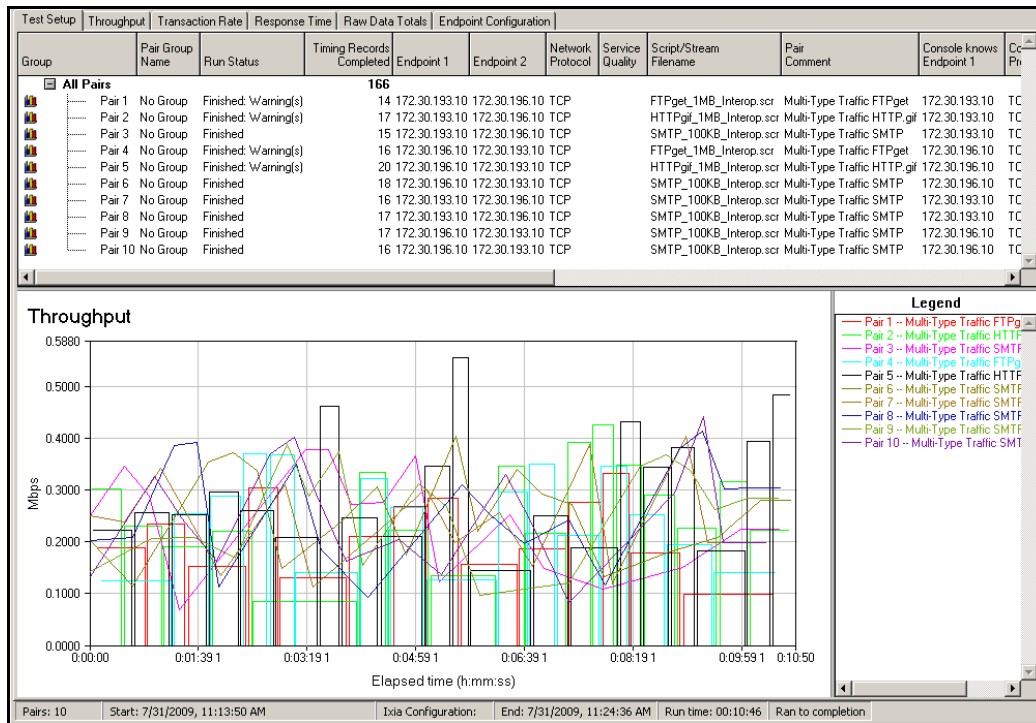 Test Setup Throughput Transaction Rate Response Time Raw Data Totals Endpoint Configuration
Group Pair Group Name Run Status Timing Records Completed Endpoint 1 Endpoint 2 Network Protocol Service Quality Script/Stream Filename Pair Comment Console knows Endpoint 1 Co Pro
All Pairs 166
Pair 1 No Group Finished: Warning(s) 14 172.30.193.10 172.30.196.10 TCP FTPget_1MB_Interop.scr Multi-Type Traffic FTPget 172.30.193.10 TC
Pair 2 No Group Finished: Warning(s) 17 172.30.193.10 172.30.196.10 TCP HTTPgif_1MB_Interop.scr Multi-Type Traffic HTTP.gif 172.30.193.10 TC
Pair 3 No Group Finished 15 172.30.193.10 172.30.196.10 TCP SMTP_100KB_Interop.scr Multi-Type Traffic SMTP 172.30.193.10 TC
Pair 4 No Group Finished: Warning(s) 16 172.30.196.10 172.30.193.10 TCP FTPget_1MB_Interop.scr Multi-Type Traffic FTPget 172.30.196.10 TC
Pair 5 No Group Finished: Warning(s) 20 172.30.196.10 172.30.193.10 TCP HTTPgif_1MB_Interop.scr Multi-Type Traffic HTTP.gif 172.30.196.10 TC
Pair 6 No Group Finished 18 172.30.196.10 172.30.193.10 TCP SMTP_100KB_Interop.scr Multi-Type Traffic SMTP 172.30.196.10 TC
Pair 7 No Group Finished 16 172.30.196.10 172.30.193.10 TCP SMTP_100KB_Interop.scr Multi-Type Traffic SMTP 172.30.196.10 TC
Pair 8 No Group Finished 17 172.30.196.10 172.30.193.10 TCP SMTP_100KB_Interop.scr Multi-Type Traffic SMTP 172.30.196.10 TC
Pair 9 No Group Finished 17 172.30.196.10 172.30.193.10 TCP SMTP_100KB_Interop.scr Multi-Type Traffic SMTP 172.30.196.10 TC
Pair 10 No Group Finished 16 172.30.196.10 172.30.193.10 TCP SMTP_100KB_Interop.scr Multi-Type Traffic SMTP 172.30.196.10 TC
Throughput
0.5880
0.5000
0.4000
0.3000
0.2000
0.1000
0.0000
Mbps
0:00:00 0:01:39 1 0:03:19 1 0:04:59 1 0:06:39 1 0:08:19 1 0:09:59 1 0:10:50
Elapsed time (h:mm:ss)
Legend
Pair 1 -- Multi-Type Traffic FTPg
Pair 2 -- Multi-Type Traffic HTTF
Pair 3 -- Multi-Type Traffic SMTF
Pair 4 -- Multi-Type Traffic FTPg
Pair 5 -- Multi-Type Traffic HTTF
Pair 6 -- Multi-Type Traffic SMTF
Pair 7 -- Multi-Type Traffic SMTF
Pair 8 -- Multi-Type Traffic SMTF
Pair 9 -- Multi-Type Traffic SMTF
Pair 10 -- Multi-Type Traffic SMT
Pairs: 10 Start: 7/31/2009, 11:13:50 AM Ixia Configuration: End: 7/31/2009, 11:24:36 AM Run time: 00:10:46 Ran to completion